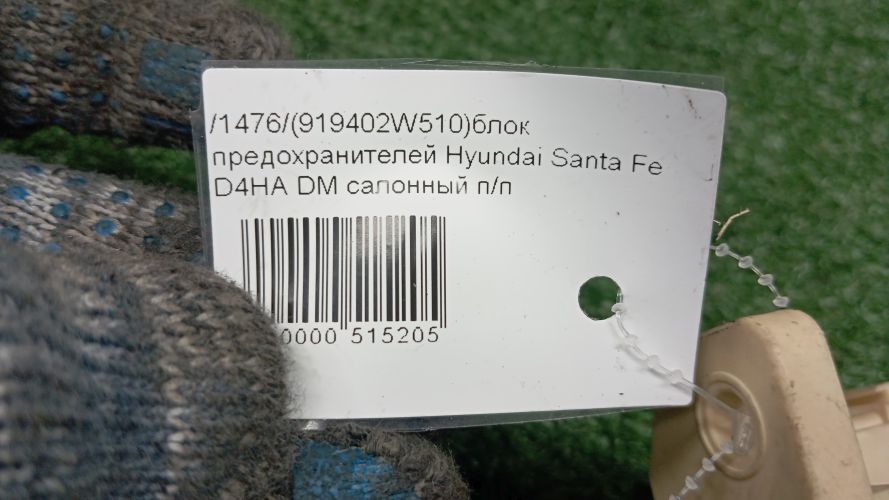 /1476/(919402W510)блок
предохранителей Hyundai Santa Fe
D4HA DM салонный п/п
0000 515205